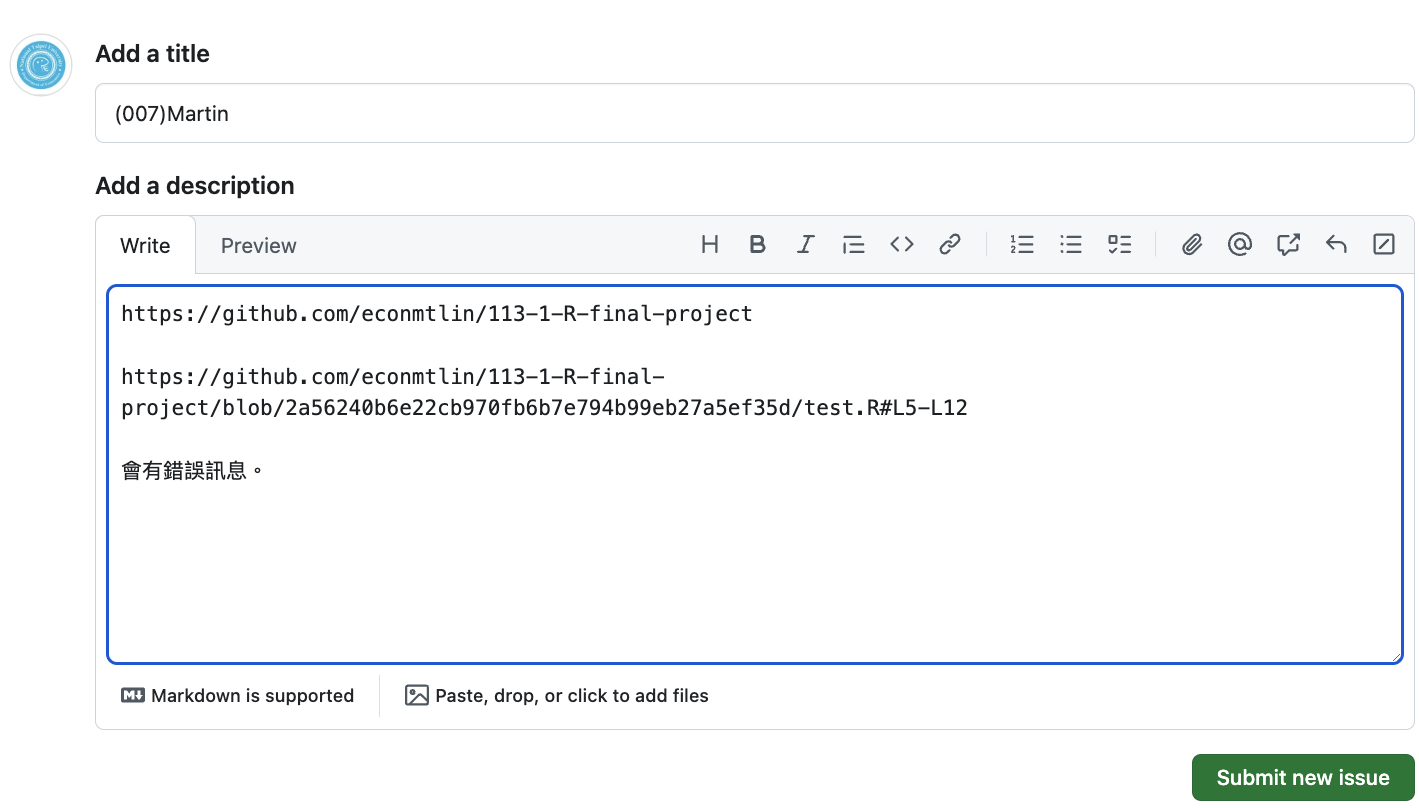 Add a title
(007)Martin
Add a description
Write
Preview
https://github.com/econmtlin/113-1-R-final-project
https://github.com/econmtlin/113-1-R-final-
project/blob/2a56240b6e22cb970fb6b7e794b99eb27a5ef35d/test.R#L5-L12
會有錯誤訊息。
Markdown is supported
Paste, drop, or click to add files
Submit new issue